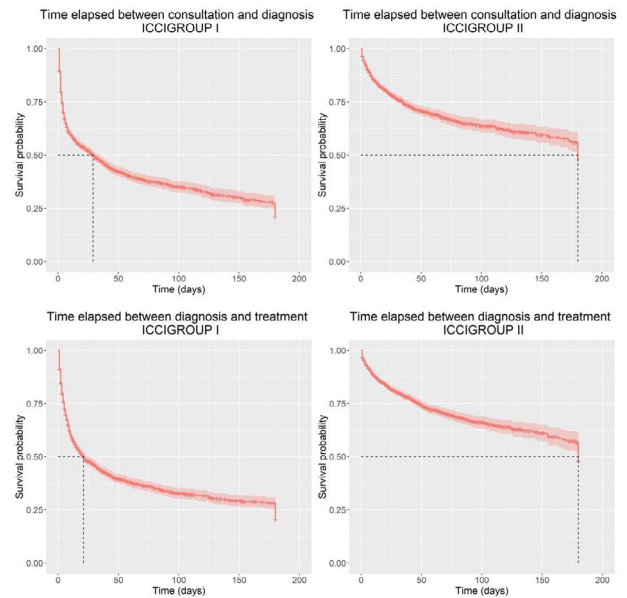 Time elapsed between consultation and diagnosis
ICCIGROUP I
Survival probability
1.00
0.75
0.50
0.25
0.00
0
50
100
150
200
Time (days)
Time elapsed between consultation and diagnosis
ICCIGROUP II
Survival probability
1.00
0.75
0.50
0.25
0.00
0
50
100
150
200
Time (days)
Time elapsed between diagnosis and treatment
ICCIGROUP I
Survival probability
1.00
0.75
0.50
0.25
0.00
0
50
100
150
200
Time (days)
Time elapsed between diagnosis and treatment
ICCIGROUP II
Survival probability
1.00
0.75
0.50
0.25
0.00
0
50
100
150
200
Time (days)